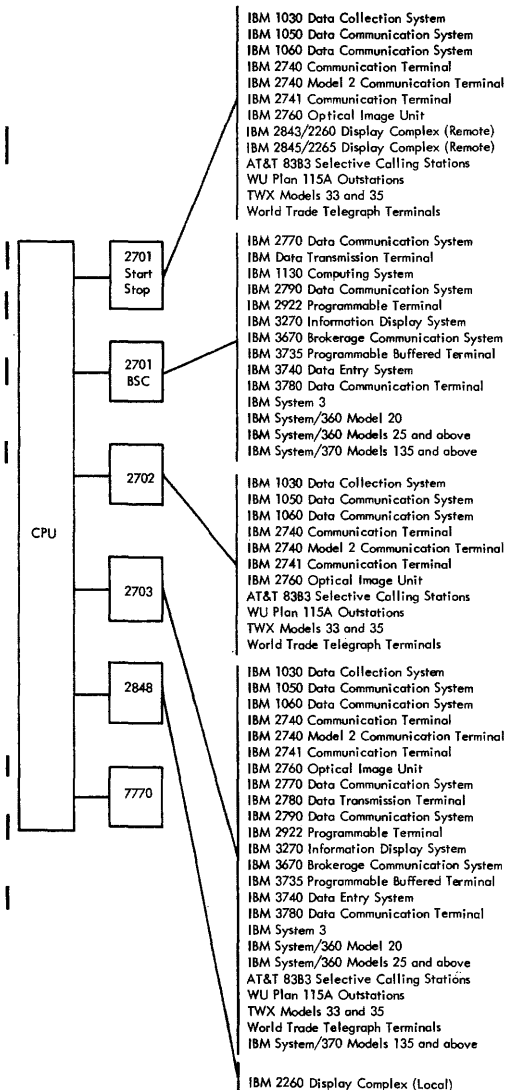 IBM 1030 Data Collection System
IBM 1050 Data Communication System
IBM 1060 Data Communication System
IBM 2740 Communication Terminal
IBM 2740 Model 2 Communication Terminal
IBM 2741 Communication Terminal
IBM 2760 Optical Image Unit
IBM 2843/2260 Display Complex (Remote)
IBM 2845/2265 Display Complex (Remote)
AT&T 83B3 Selective Calling Stations
WU Plan 115A Outstations
TWX Models 33 and 35
World Trade Telegraph Terminals
2701
Start
Stop
IBM 2770 Data Communication System
IBM Data Transmission Terminal
IBM 1130 Computing System
IBM 2790 Data Communication System
IBM 2922 Programmable Terminal
IBM 3270 Information Display System
IBM 3670 Brokerage Communication System
IBM 3735 Programmable Buffered Terminal
IBM 3740 Data Entry System
IBM 3780 Data Communication Terminal
IBM System 3
IBM System/360 Model 20
IBM System/360 Models 25 and above
IBM System/370 Models 135 and above
2701
BSC
2702
IBM 1030 Data Collection System
IBM 1050 Data Communication System
IBM 1060 Data Communication System
IBM 2740 Communication Terminal
IBM 2740 Model 2 Communication Terminal
IBM 2741 Communication Terminal
IBM 2760 Optical Image Unit
AT&T 83B3 Selective Calling Stations
WU Plan 115A Outstations
TWX Models 33 and 35
World Trade Telegraph Terminals
CPU
2703
2848
7770
IBM 1030 Data Collection System
IBM 1050 Data Communication System
IBM 1060 Data Communication System
IBM 2740 Communication Terminal
IBM 2740 Model 2 Communication Terminal
IBM 2741 Communication Terminal
IBM 2760 Optical Image Unit
IBM 2770 Data Communication System
IBM 2780 Data Transmission Terminal
IBM 2790 Data Communication System
IBM 2922 Programmable Terminal
IBM 3270 Information Display System
IBM 3670 Brokerage Communication System
IBM 3735 Programmable Buffered Terminal
IBM 3740 Data Entry System
IBM 3780 Data Communication Terminal
IBM System 3
IBM System/360 Model 20
IBM System/360 Models 25 and above
AT&T 83B3 Selective Calling Stations
WU Plan 115A Outstations
TWX Models 33 and 35
World Trade Telegraph Terminals
IBM System/370 Models 135 and above
IBM 2260 Display Complex (Local)